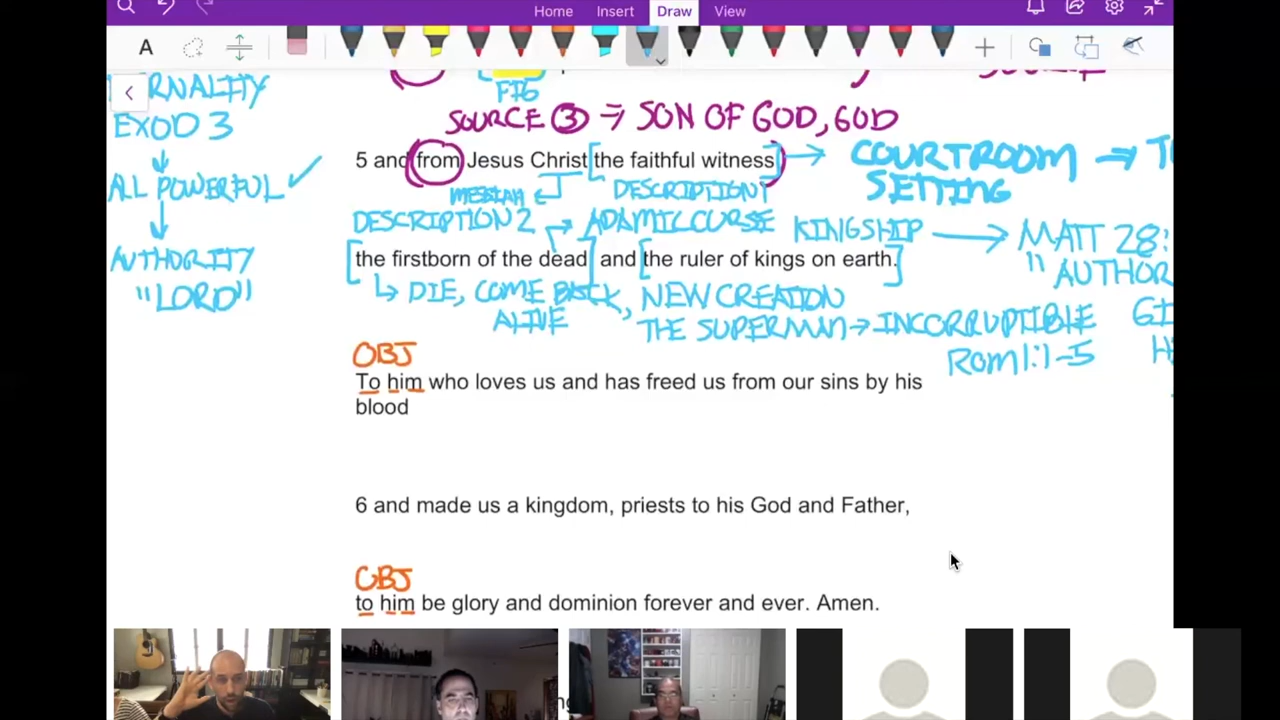 Home Insert Draw View
A
FIG
RNALITY
EXOD 3
ALL POWERFUL
AUTHORITY
"LORD"
SOURCE 3 ⇒ SON OF GOD, GOD
5 and from Jesus Christ the faithful witness → COURTROOM → T
SETTING
MESSIAH
DESCRIPTION 1
DESCRIPTION 2 → ADAMIC CURSE KINGSHIP → MATT 28:
"AUTHOR
the firstborn of the dead and the ruler of kings on earth.
DIE, COME BACK ALIVE, NEW CREATION
THE SUPERMAN → INCORRUPTIBLE
ROM 1:1-5
GI
H
OBJ
To him who loves us and has freed us from our sins by his
blood
6 and made us a kingdom, priests to his God and Father,
OBJ
to him be glory and dominion forever and ever. Amen.